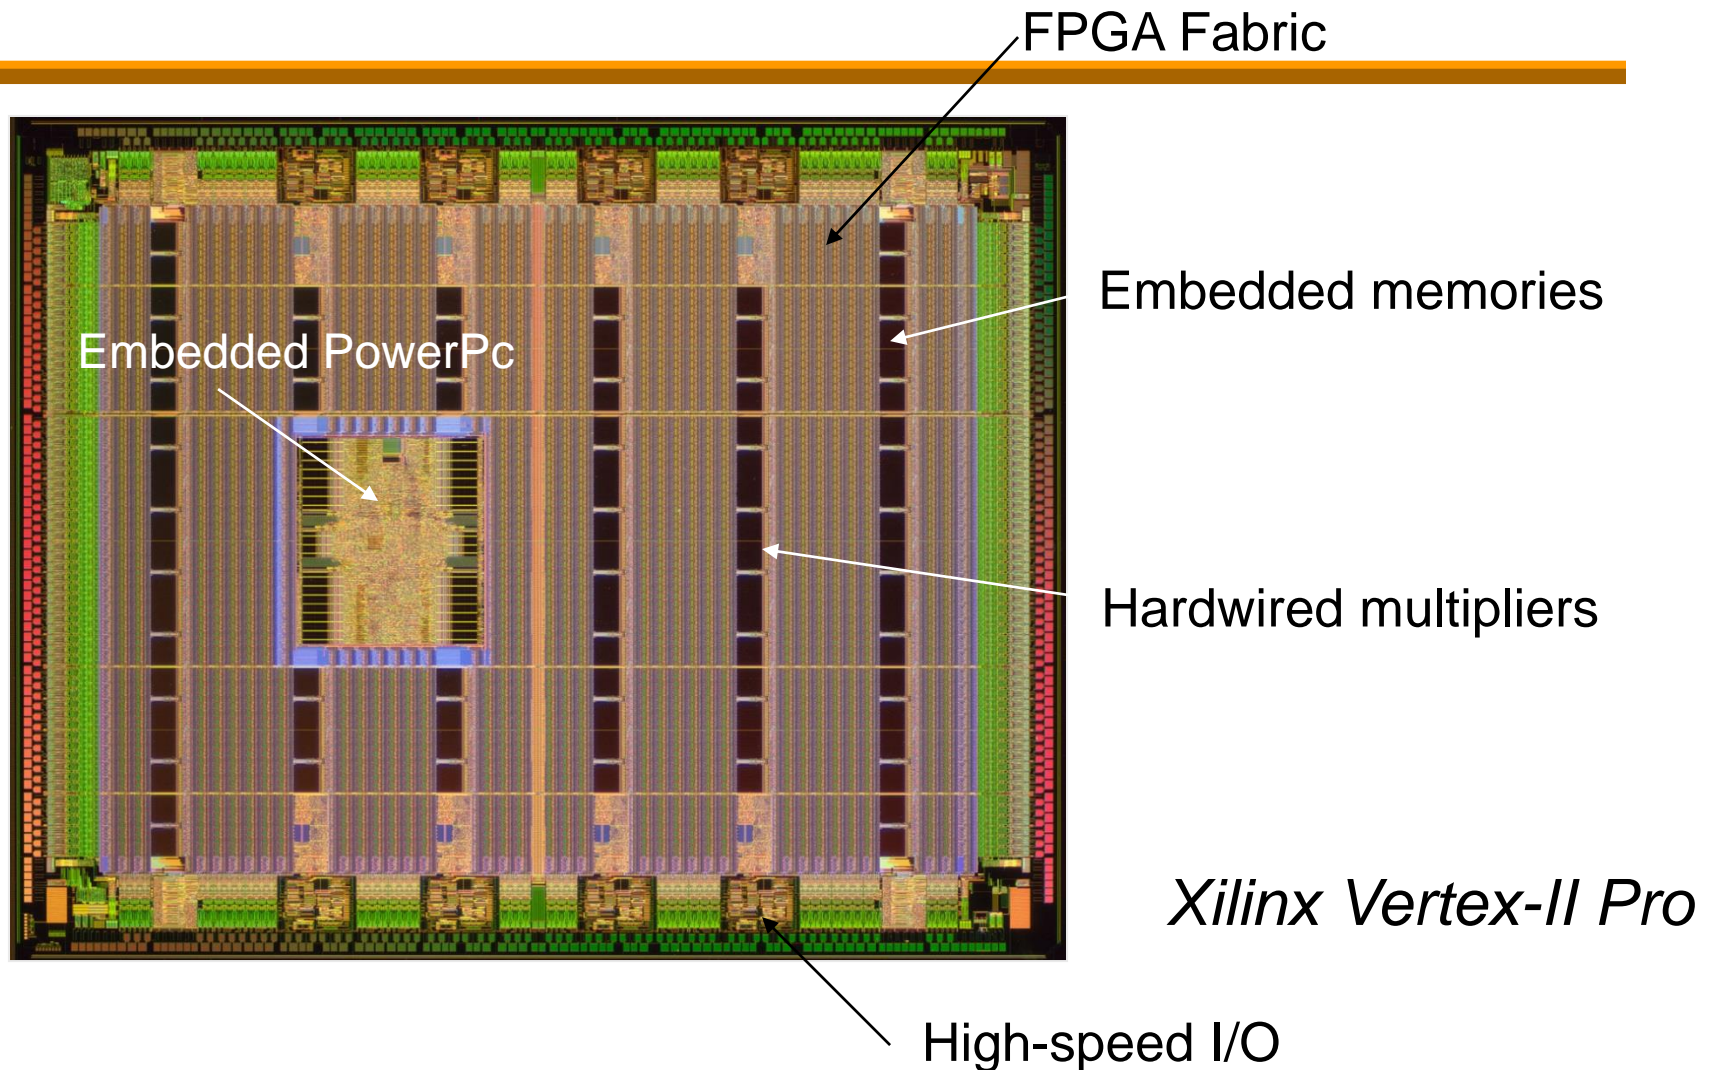 FPGA Fabric
Embedded memories
Embedded PowerPc
Hardwired multipliers
Xilinx Vertex-II Pro
High-speed I/O